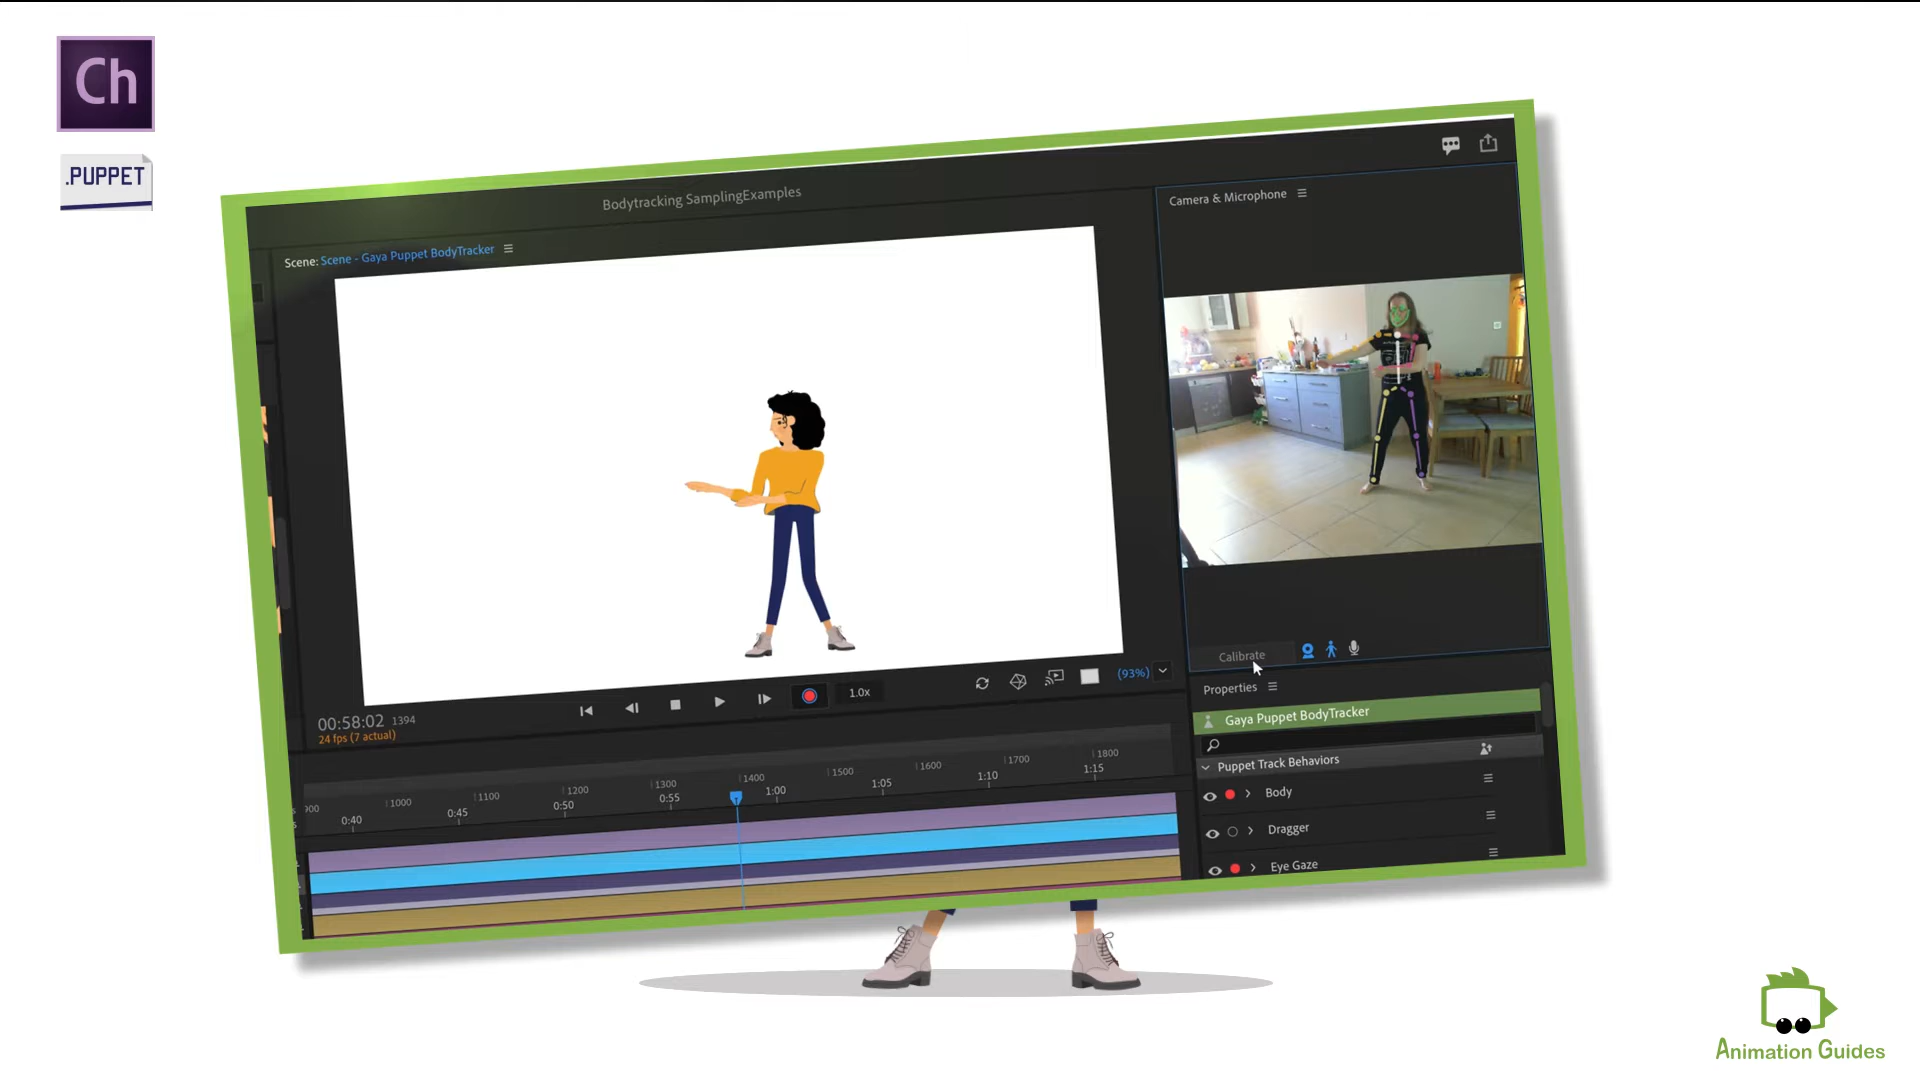 Ch
.PUPPET
Bodytracking SamplingExamples
Camera & Microphone
Scene: Scene - Gaya Puppet BodyTracker
Calibrate
(93%)
1.0x
00:58:02 1394
24 fps (7 actual)
Properties
Gaya Puppet BodyTracker
Puppet Track Behaviors
Body
Dragger
Eye Gaze
900 1000 1100 1200 1300 1400 1500 1600 1700 1800
0:40 0:45 0:50 0:55 1:00 1:05 1:10 1:15
Animation Guides